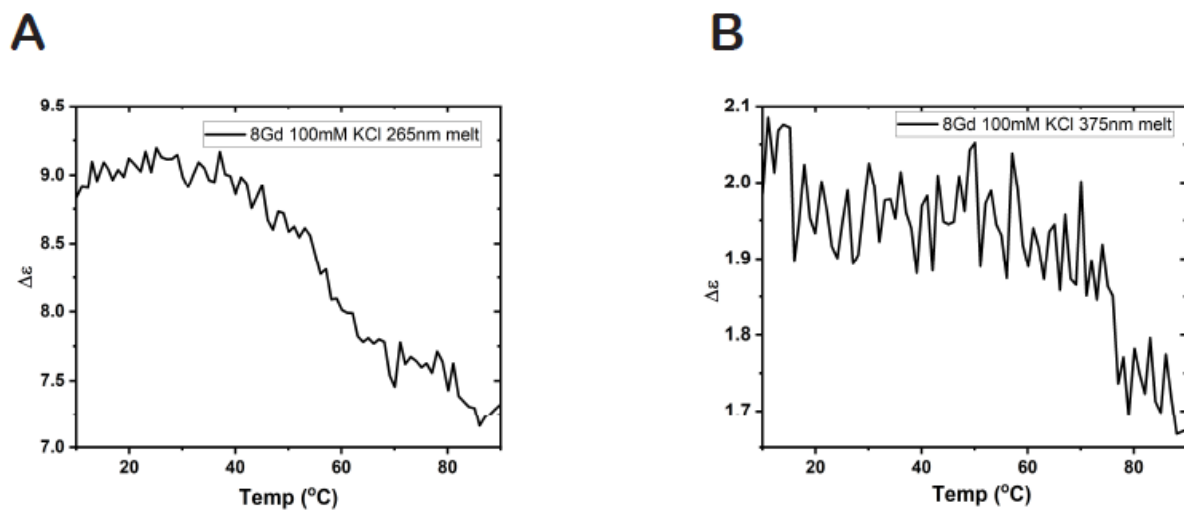 A
B
8Gd 100mM KCl 265nm melt
9.5
9.0
8.5
8.0
7.5
7.0
Δε
20
40
60
80
Temp (°C)
8Gd 100mM KCl 375nm melt
2.1
2.0
1.9
1.8
1.7
Δε
20
40
60
80
Temp (°C)